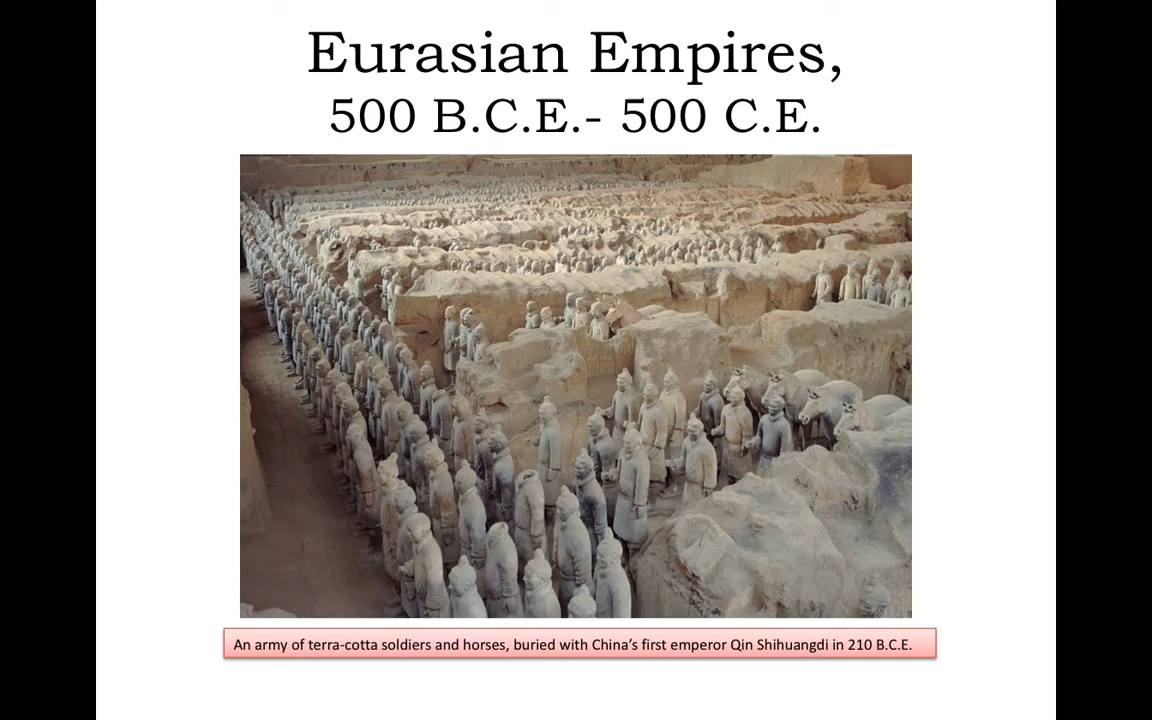 Eurasian Empires,
500 B.C.E.- 500 C.E.
An army of terra-cotta soldiers and horses, buried with China’s first emperor Qin Shihuangdi in 210 B.C.E.